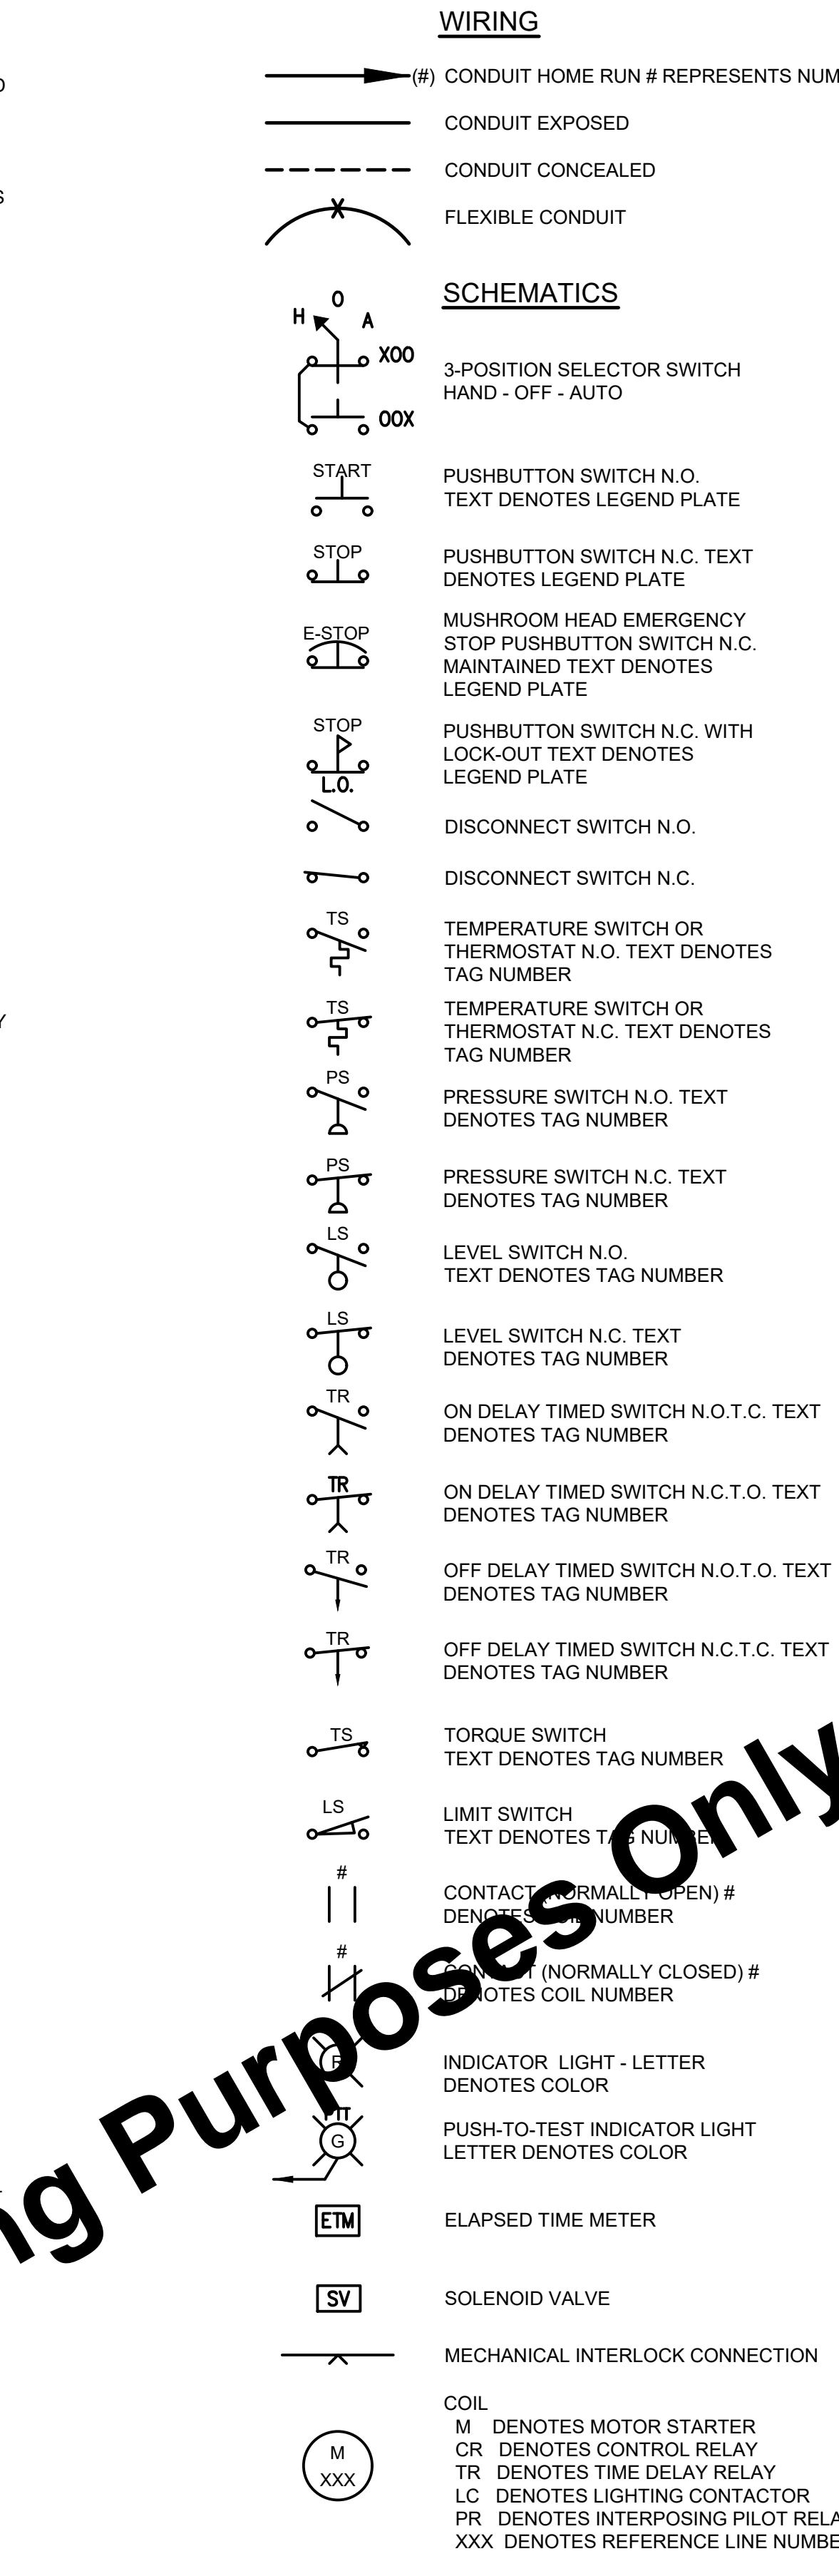 WIRING
(#) CONDUIT HOME RUN # REPRESENTS
CONDUIT EXPOSED
CONDUIT CONCEALED
X
FLEXIBLE CONDUIT
SCHEMATICS
H O A
XOO
OOX
3-POSITION SELECTOR SWITCH
HAND - OFF - AUTO
START
PUSHBUTTON SWITCH N.O.
TEXT DENOTES LEGEND PLATE
STOP
PUSHBUTTON SWITCH N.C. TEXT
DENOTES LEGEND PLATE
E-STOP
MUSHROOM HEAD EMERGENCY
STOP PUSHBUTTON SWITCH N.C.
MAINTAINED TEXT DENOTES
LEGEND PLATE
STOP
L.O.
PUSHBUTTON SWITCH N.C. WITH
LOCK-OUT TEXT DENOTES
LEGEND PLATE
DISCONNECT SWITCH N.O.
DISCONNECT SWITCH N.C.
TS
TEMPERATURE SWITCH OR
THERMOSTAT N.O. TEXT DENOTES
TAG NUMBER
TS
TEMPERATURE SWITCH OR
THERMOSTAT N.C. TEXT DENOTES
TAG NUMBER
PS
PRESSURE SWITCH N.O. TEXT
DENOTES TAG NUMBER
PS
PRESSURE SWITCH N.C. TEXT
DENOTES TAG NUMBER
LS
LEVEL SWITCH N.O.
TEXT DENOTES TAG NUMBER
LS
LEVEL SWITCH N.C. TEXT
DENOTES TAG NUMBER
TR
ON DELAY TIMED SWITCH N.O.T.C. TEXT
DENOTES TAG NUMBER
TR
ON DELAY TIMED SWITCH N.C.T.O. TEXT
DENOTES TAG NUMBER
TR
OFF DELAY TIMED SWITCH N.O.T.O. TEXT
DENOTES TAG NUMBER
TR
OFF DELAY TIMED SWITCH N.C.T.C. TEXT
DENOTES TAG NUMBER
TS
TORQUE SWITCH
TEXT DENOTES TAG NUMBER
LS
LIMIT SWITCH
TEXT DENOTES TAG NUMBER
#
CONTACT (NORMALLY OPEN) #
DENOTES COIL NUMBER
#
CONTACT (NORMALLY CLOSED) #
DENOTES COIL NUMBER
R
INDICATOR LIGHT - LETTER
DENOTES COLOR
PTT
G
PUSH-TO-TEST INDICATOR LIGHT
LETTER DENOTES COLOR
ETM
ELAPSED TIME METER
SV
SOLENOID VALVE
MECHANICAL INTERLOCK CONNECTION
M
XXX
COIL
M DENOTES MOTOR STARTER
CR DENOTES CONTROL RELAY
TR DENOTES TIME DELAY RELAY
LC DENOTES LIGHTING CONTACTOR
PR DENOTES INTERPOSING PILOT
XXX DENOTES REFERENCE LINE
Purposes Only